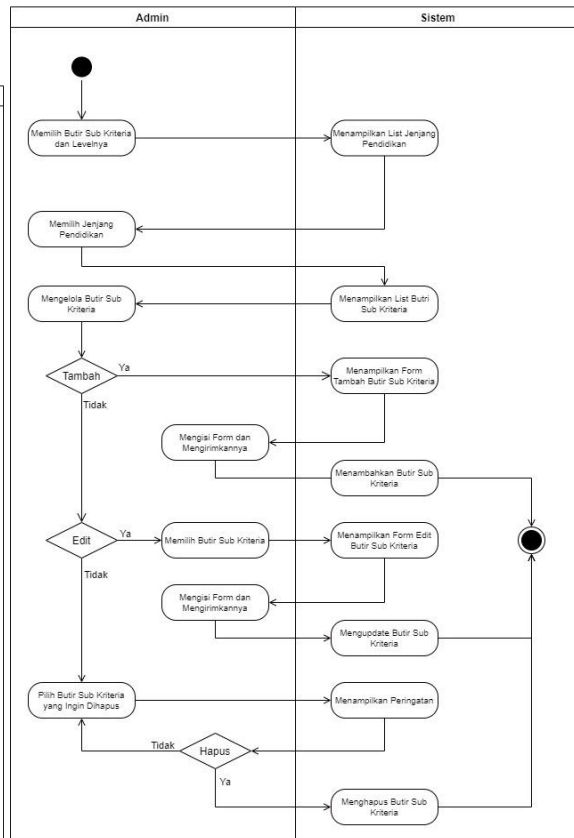 Admin
Sistem
Memilih Butir Sub Kriteria
dan Levelnya
Menampilkan List Jenjang
Pendidikan
Memilih Jenjang
Pendidikan
Mengelola Butir Sub
Kriteria
Menampilkan List Butri
Sub Kriteria
Tambah
Ya
Tidak
Menampilkan Form
Tambah Butir Sub Kriteria
Mengisi Form dan
Mengirimkannya
Menambahkan Butir Sub
Kriteria
Edit
Ya
Tidak
Memilih Butir Sub Kriteria
Menampilkan Form Edit
Butir Sub Kriteria
Mengisi Form dan
Mengirimkannya
Mengupdate Butir Sub
Kriteria
Pilih Butir Sub Kriteria
yang Ingin Dihapus
Menampilkan Peringatan
Tidak
Hapus
Ya
Menghapus Butir Sub
Kriteria